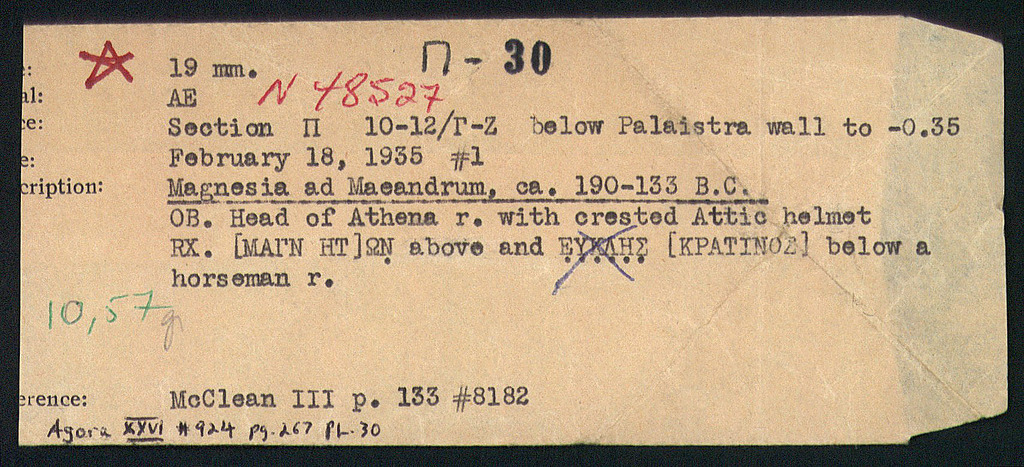 Π - 30
: 19 mm.
al: AE N 48527
ce: Section Π 10-12/Γ-Ζ below Palaistra wall to -0.35
e: February 18, 1935 #1
cription: Magnesia ad Maeandrum, ca. 190-133 B.C.
OB. Head of Athena r. with crested Attic helmet
RX. [ΜΑΓΝ ΗΤ]ΩΝ above and ΕΥΚΛΗΣ [ΚΡΑΤΙΝΟΣ] below a
horseman r.
10,57 gr
erence: McClean III p. 133 #8182
Agora XXVI #924 pg. 267 PL. 30